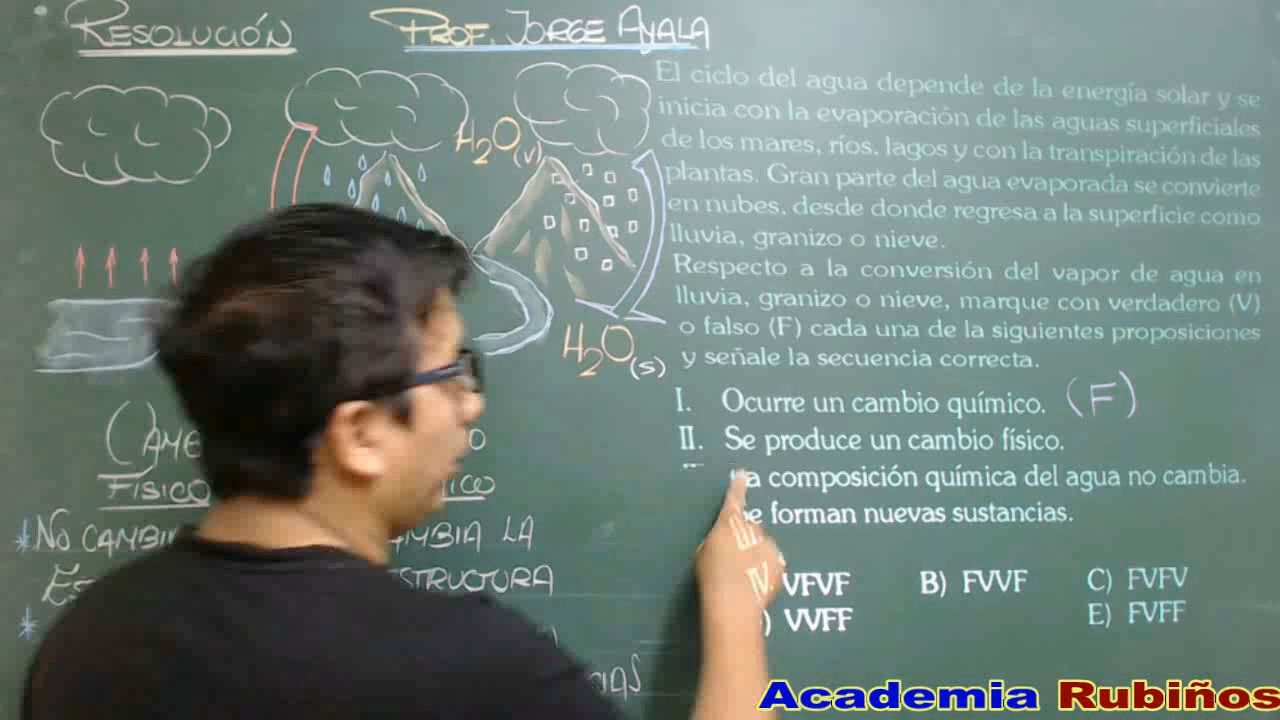 RESOLUCIÓN
PROF. JORGE AYALA
El ciclo del agua depende de la energía solar y se
inicia con la evaporación de las aguas superficiales
de los mares, ríos, lagos y con la transpiración de las
plantas. Gran parte del agua evaporada se convierte
en nubes, desde donde regresa a la superficie como
lluvia, granizo o nieve.
Respecto a la conversión del vapor de agua en
lluvia, granizo o nieve, marque con verdadero (V)
o falso (F) cada una de la siguientes proposiciones
y señale la secuencia correcta.
I. Ocurre un cambio químico. (F)
II. Se produce un cambio físico.
composición química del agua no cambia.
forman nuevas sustancias.
III.
IV. VFVF B) FVVF C) FVFV
) VVFF E) FVFF
H2O(V)
H2O(S)
FÍSICO
* NO
LA
*
Academia Rubiños